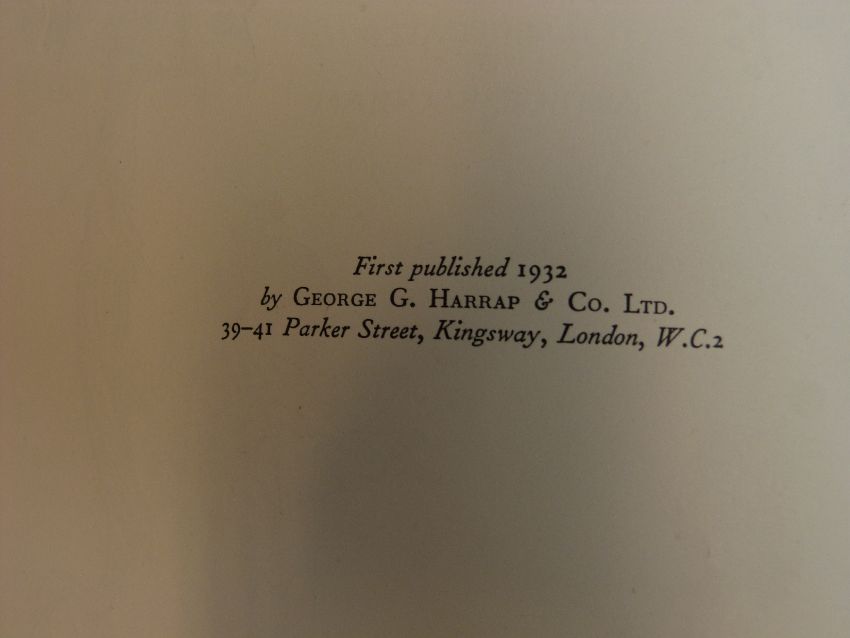 First published 1932
by GEORGE G. HARRAP & CO. LTD.
39–41 Parker Street, Kingsway, London, W.C.2